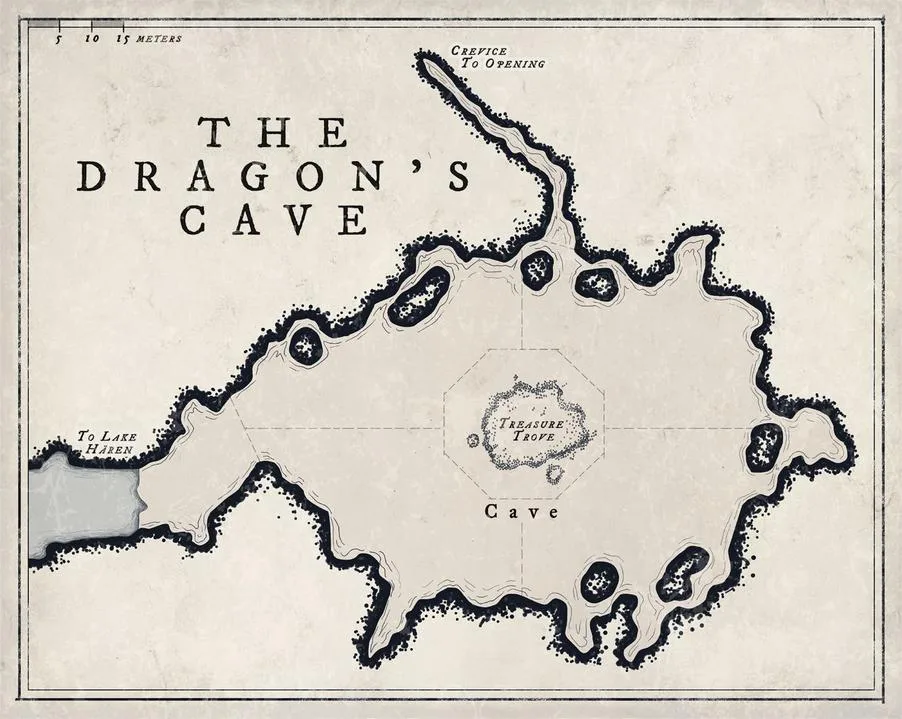 5 10 15 METERS
CREVICE
TO OPENING
THE
DRAGON'S
CAVE
TO LAKE
HÄREN
TREASURE
TROVE
Cave